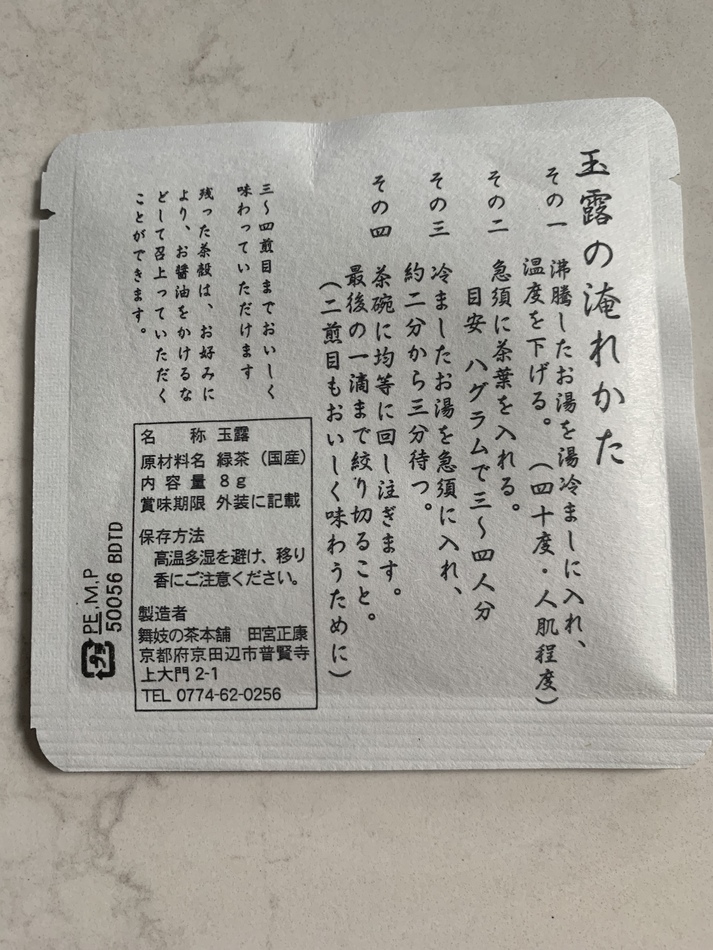 玉露の淹れかた
その一 沸騰したお湯を湯冷ましに入れ、
温度を下げる。（四十度・人肌程度）
その二 急須に茶葉を入れる。
目安 八グラムで三〜四人分
その三 冷ましたお湯を急須に入れ、
約二分から三分待つ。
その四 茶碗に均等に回し注ぎます。
最後の一滴まで絞り切ること。
（二煎目もおいしく味わうために）
三〜四煎目までおいしく
味わっていただけます
残った茶殻は、お好みに
より、お醤油をかけるな
どして召上っていただく
ことができます。
名 称 玉露
原材料名 緑茶（国産）
内容量 8g
賞味期限 外装に記載
保存方法
高温多湿を避け、移り
香にご注意ください。
製造者
舞妓の茶本舗 田宮正康
京都府京田辺市普賢寺
上大門 2-1
TEL 0774-62-0256
プラ
PE.M.P
50056 BDTD